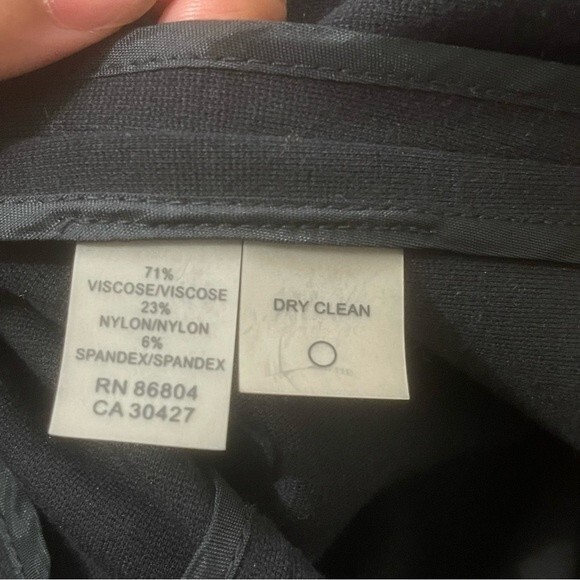 71%
VISCOSE/VISCOSE
23%
NYLON/NYLON
6%
SPANDEX/SPANDEX
RN 86804
CA 30427
DRY CLEAN